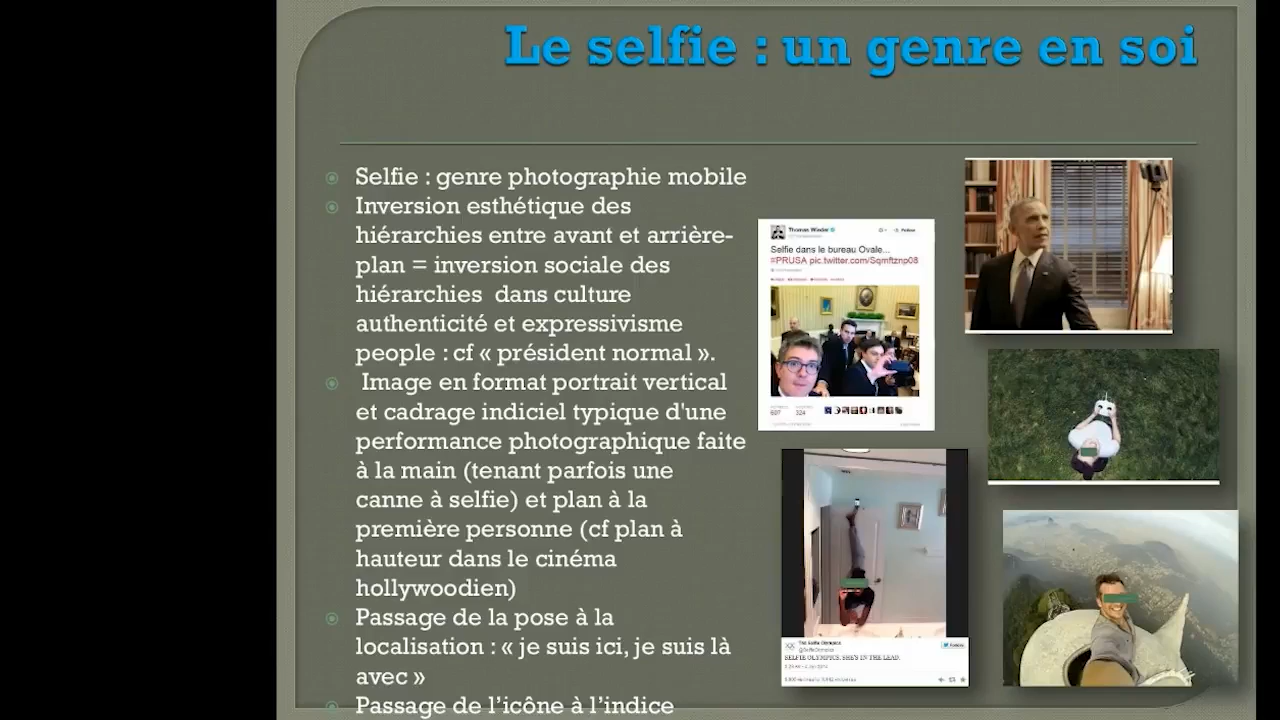 Le selfie : un genre en soi
Selfie : genre photographie mobile
Inversion esthétique des
hiérarchies entre avant et arrière-
plan = inversion sociale des
hiérarchies dans culture
authenticité et expressivisme
people : cf « président normal ».
Image en format portrait vertical
et cadrage indiciel typique d'une
performance photographique faite
à la main (tenant parfois une
canne à selfie) et plan à la
première personne (cf plan à
hauteur dans le cinéma
hollywoodien)
Passage de la pose à la
localisation : « je suis ici, je suis là
avec »
Passage de l'icône à l'indice
Thomas Wieder
Selfie dans le bureau Ovale...
#PRUSA pic.twitter.com/Sqmftznp08
The Selfie Olympics
@SelfieOlympics
SELFIE OLYMPICS. SHE'S IN THE LEAD.